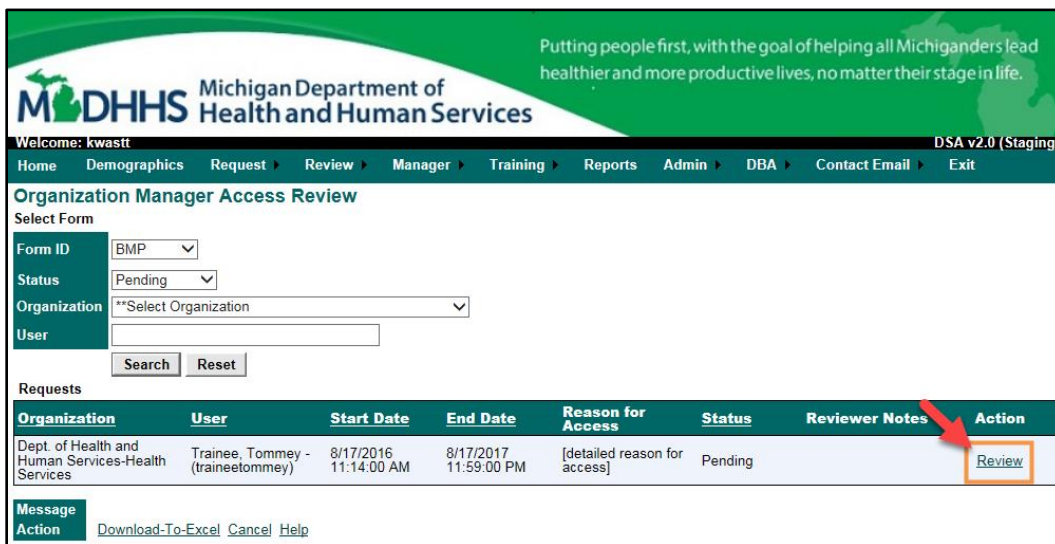 Putting people first, with the goal of helping all Michiganders lead
healthier and more productive lives, no matter their stage in life.
MDHHS Michigan Department of
Health and Human Services
Welcome: kwastt DSA v2.0 (Staging
Home Demographics Request Review Manager Training Reports Admin DBA Contact Email Exit
Organization Manager Access Review
Select Form
Form ID BMP
Status Pending
Organization **Select Organization
User
Search Reset
Requests
Organization User Start Date End Date Reason for Access Status Reviewer Notes Action
Dept. of Health and
Human Services-Health
Services
Trainee, Tommey -
(traineetommey)
8/17/2016
11:14:00 AM
8/17/2017
11:59:00 PM
[detailed reason for
access]
Pending
Review
Message
Action Download-To-Excel Cancel Help